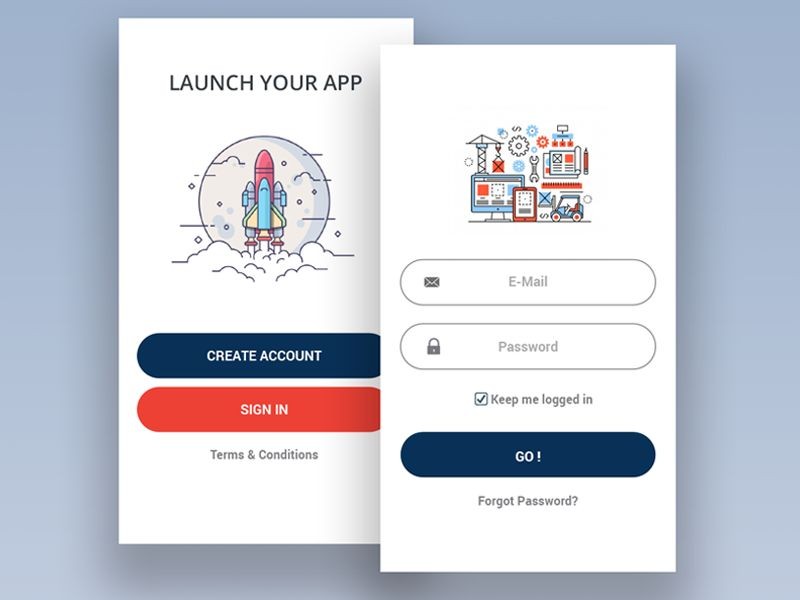 LAUNCH YOUR APP
CREATE ACCOUNT
SIGN IN
Terms & Conditions
E-Mail
Password
Keep me logged in
GO !
Forgot Password?